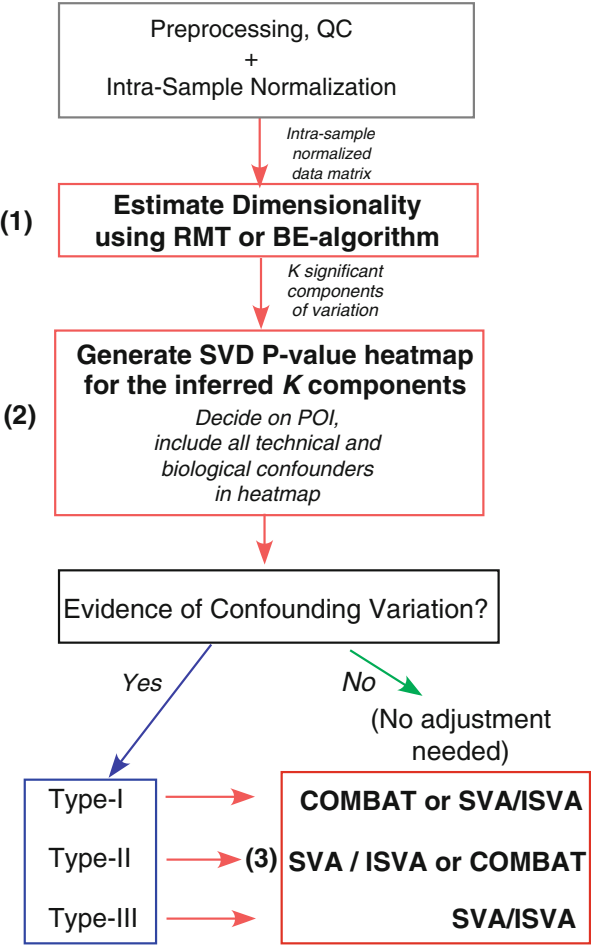 Preprocessing, QC
+
Intra-Sample Normalization
Intra-sample
normalized
data matrix
(1)
Estimate Dimensionality
using RMT or BE-algorithm
K significant
components
of variation
(2)
Generate SVD P-value heatmap
for the inferred K components
Decide on POI,
include all technical and
biological confounders
in heatmap
Evidence of Confounding Variation?
Yes
No
(No adjustment
needed)
Type-I
COMBAT or SVA/ISVA
Type-II
(3)
SVA / ISVA or COMBAT
Type-III
SVA/ISVA